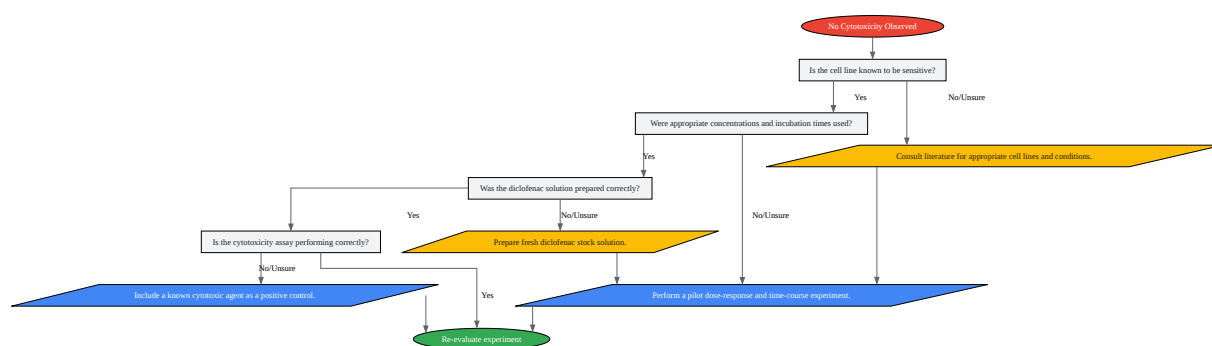 No Cytotoxicity Observed
Is the cell line known to be sensitive?
Yes
No/Unsure
Were appropriate concentrations and incubation times used?
Yes
Consult literature for appropriate cell lines and conditions.
Was the diclofenac solution prepared correctly?
Yes
No/Unsure
No/Unsure
Is the cytotoxicity assay performing correctly?
Prepare fresh diclofenac stock solution.
No/Unsure
Include a known cytotoxic agent as a positive control.
Yes
Perform a pilot dose-response and time-course experiment.
Re-evaluate experiment